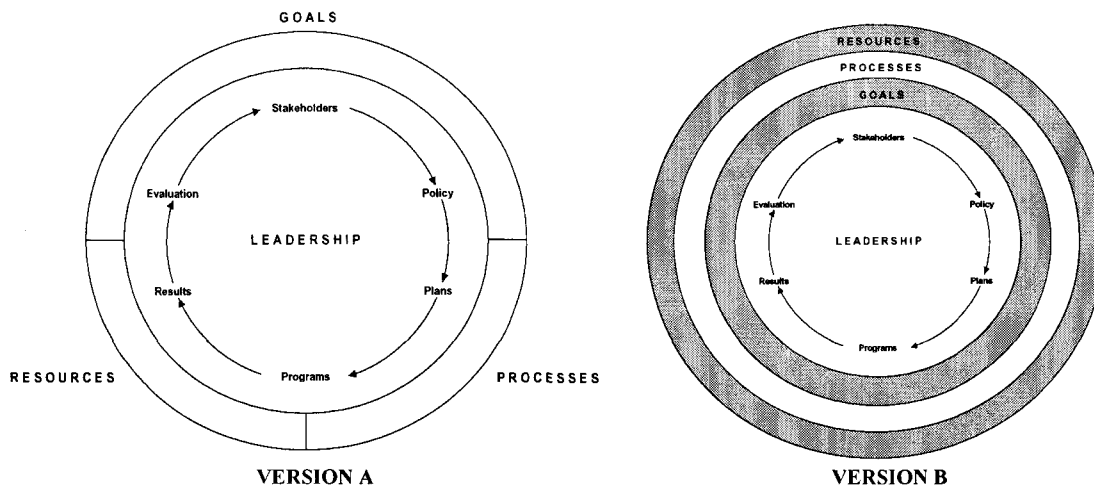 GOALS
Stakeholders
Evaluation
Policy
LEADERSHIP
Results
Plans
Programs
RESOURCES
PROCESSES
VERSION A
RESOURCES
PROCESSES
GOALS
Stakeholders
Evaluation
Policy
LEADERSHIP
Results
Plans
Programs
VERSION B